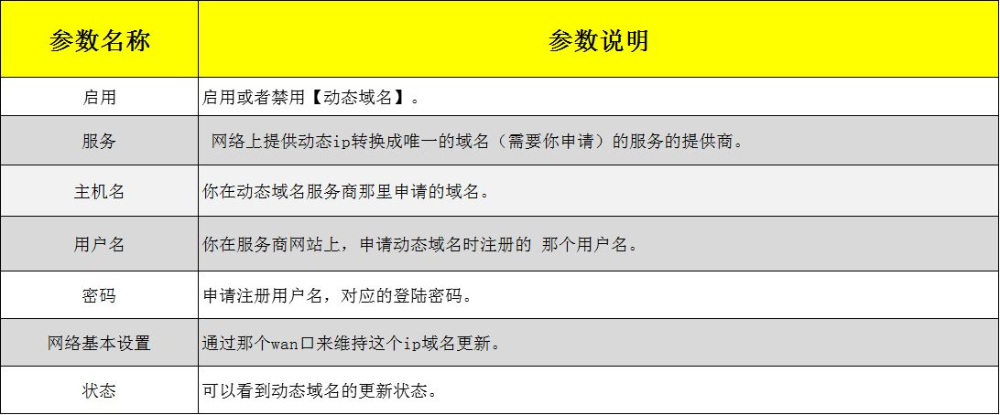 参数名称 参数说明
启用 启用或者禁用【动态域名】。
服务 网络上提供动态ip转换成唯一的域名（需要你申请）的服务的提供商。
主机名 你在动态域名服务商那里申请的域名。
用户名 你在服务商网站上，申请动态域名时注册的 那个用户名。
密码 申请注册用户名，对应的登陆密码。
网络基本设置 通过那个wan口来维持这个ip域名更新。
状态 可以看到动态域名的更新状态。